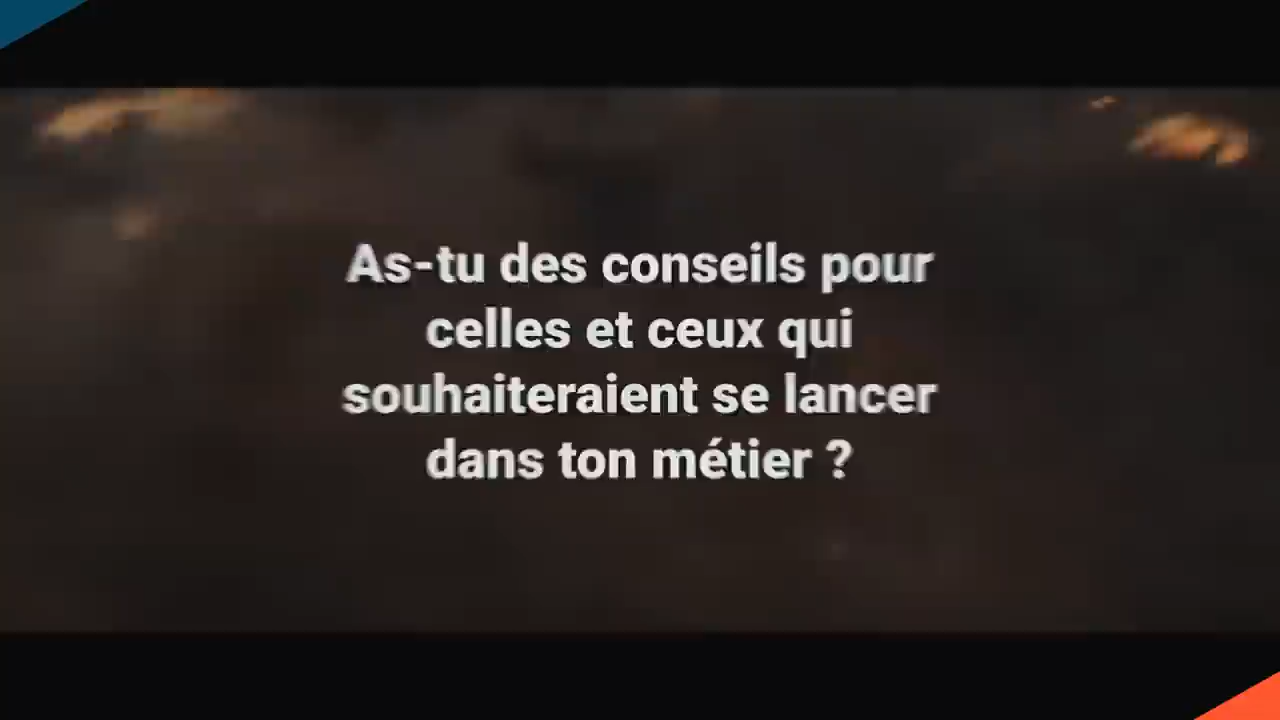 As-tu des conseils pour
celles et ceux qui
souhaiteraient se lancer
dans ton métier ?